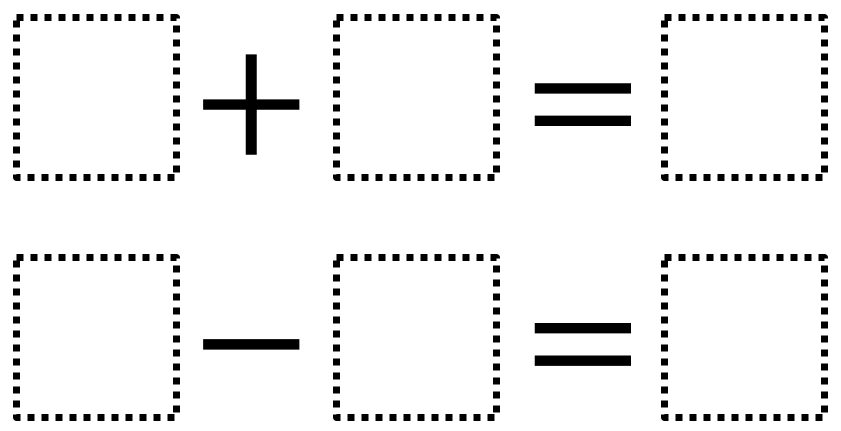 + =
− =